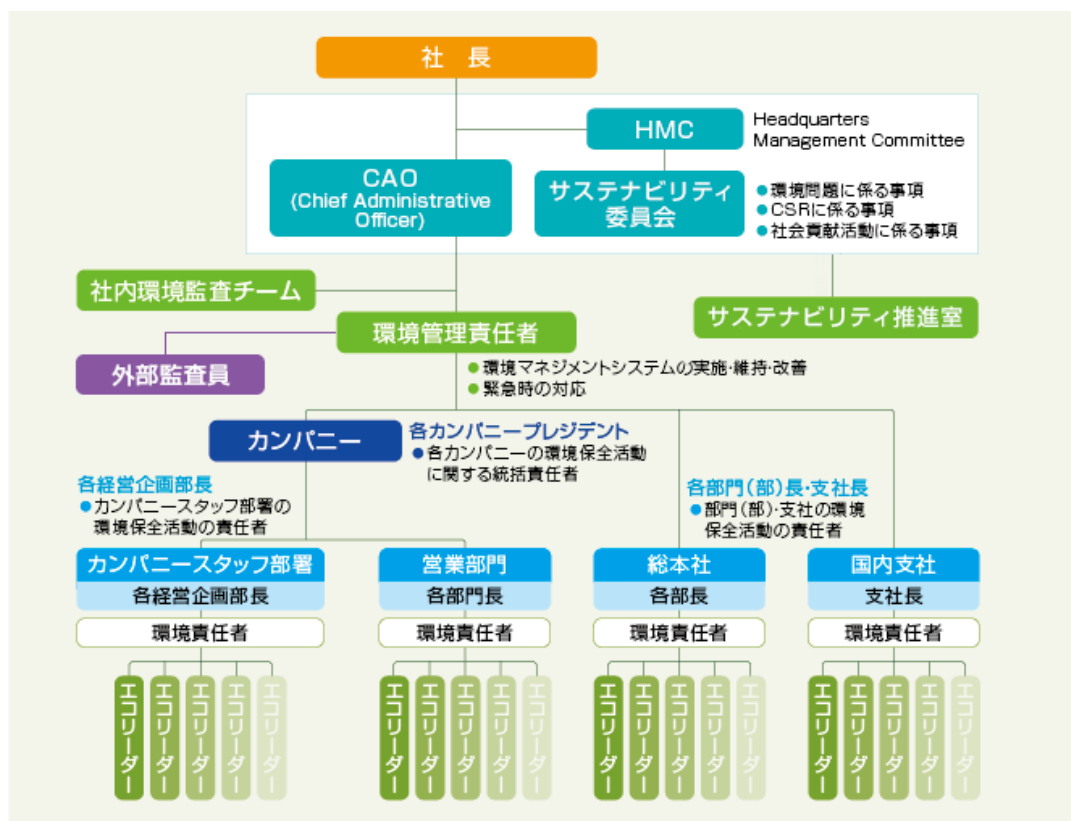 社 長
HMC
Headquarters
Management Committee
CAO
(Chief Administrative
Officer)
サステナビリティ
委員会
●環境問題に係る事項
●CSRに係る事項
●社会貢献活動に係る事項
社内環境監査チーム
サステナビリティ推進室
環境管理責任者
外部監査員
●環境マネジメントシステムの実施・維持・改善
●緊急時の対応
カンパニー
各カンパニープレジデント
●各カンパニーの環境保全活動
に関する統括責任者
各経営企画部長
●カンパニースタッフ部署の
環境保全活動の責任者
各部門(部)長・支社長
●部門(部)・支社の環境
保全活動の責任者
カンパニースタッフ部署
各経営企画部長
環境責任者
エコリーダー
エコリーダー
エコリーダー
エコリーダー
エコリーダー
営業部門
各部門長
環境責任者
エコリーダー
エコリーダー
エコリーダー
エコリーダー
エコリーダー
総本社
各部長
環境責任者
エコリーダー
エコリーダー
エコリーダー
エコリーダー
エコリーダー
国内支社
支社長
環境責任者
エコリーダー
エコリーダー
エコリーダー
エコリーダー
エコリーダー